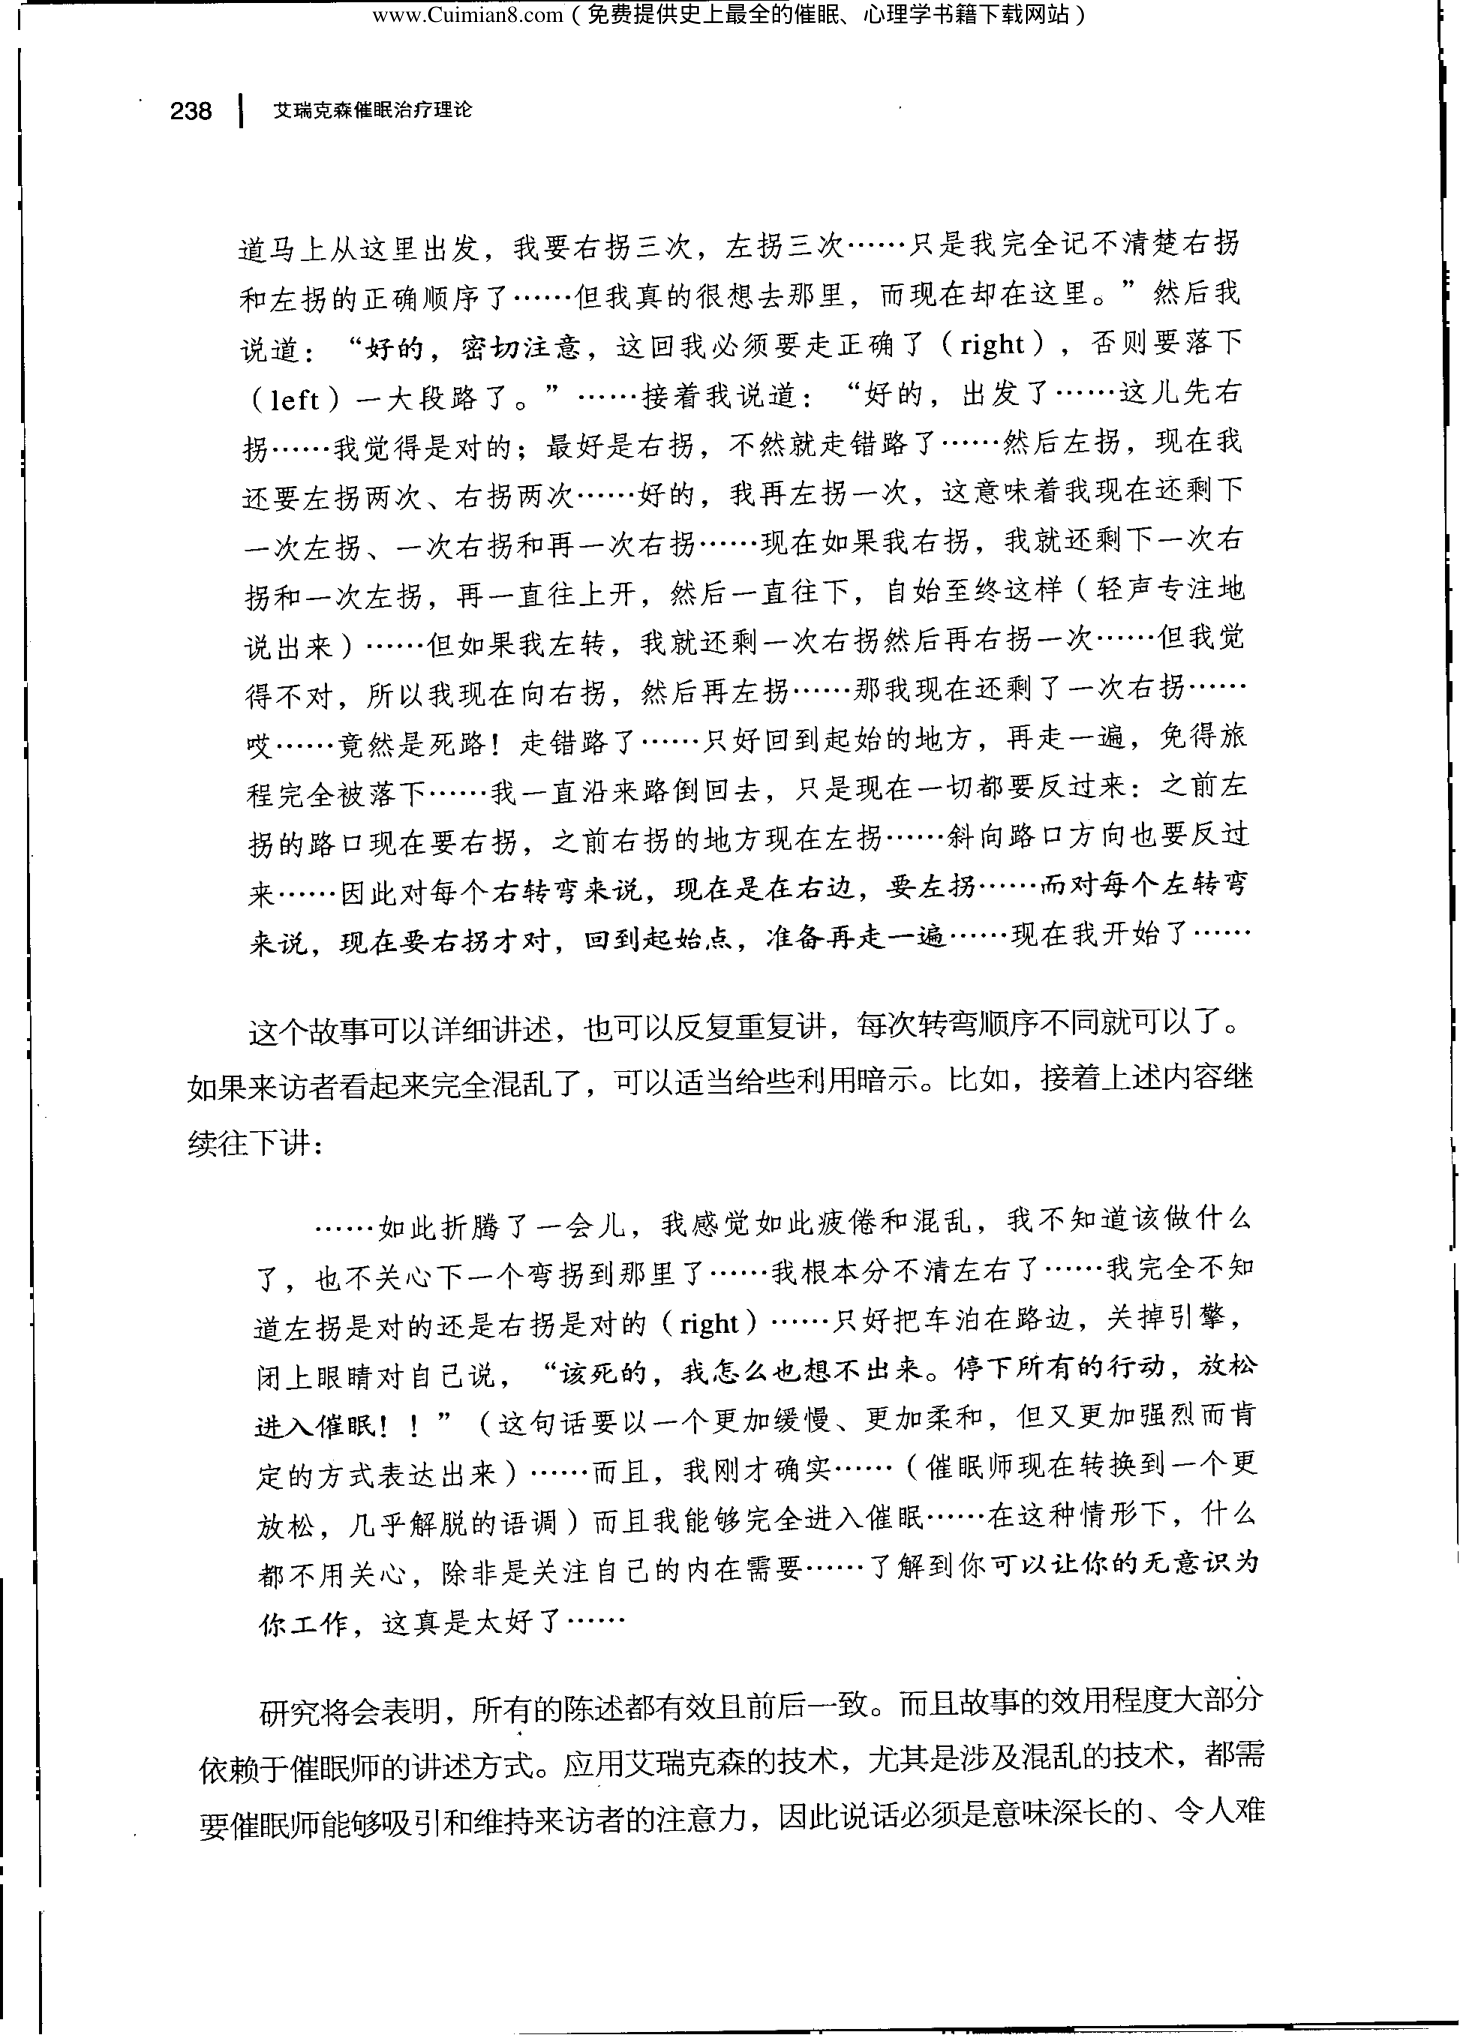 www.Cuimian8.com（免费提供史上最全的催眠、心理学书籍下载网站）
238 艾瑞克森催眠治疗理论
道马上从这里出发，我要右拐三次，左拐三次……只是我完全记不清楚右拐
和左拐的正确顺序了……但我真的很想去那里，而现在却在这里。”然后我
说道：“好的，密切注意，这回我必须要走正确了（right），否则要落下
（left）一大段路了。”……接着我说道：“好的，出发了……这儿先右
拐……我觉得是对的；最好是右拐，不然就走错路了……然后左拐，现在我
还要左拐两次、右拐两次……好的，我再左拐一次，这意味着我现在还剩下
一次左拐、一次右拐和再一次右拐……现在如果我右拐，我就还剩下一次右
拐和一次左拐，再一直往上开，然后一直往下，自始至终这样（轻声专注地
说出来）……但如果我左转，我就还剩一次右拐然后再右拐一次……但我觉
得不对，所以我现在向右拐，然后再左拐……那我现在还剩了一次右拐……
哎……竟然是死路！走错路了……只好回到起始的地方，再走一遍，免得旅
程完全被落下……我一直沿来路倒回去，只是现在一切都要反过来：之前左
拐的路口现在要右拐，之前右拐的地方现在左拐……斜向路口方向也要反过
来……因此对每个右转弯来说，现在是在右边，要左拐……而对每个左转弯
来说，现在要右拐才对，回到起始点，准备再走一遍……现在我开始了……
这个故事可以详细讲述，也可以反复重复讲，每次转弯顺序不同就可以了。
如果来访者看起来完全混乱了，可以适当给些利用暗示。比如，接着上述内容继
续往下讲：
……如此折腾了一会儿，我感觉如此疲倦和混乱，我不知道该做什么
了，也不关心下一个弯拐到那里了……我根本分不清左右了……我完全不知
道左拐是对的还是右拐是对的（right）……只好把车泊在路边，关掉引擎，
闭上眼睛对自己说，“该死的，我怎么也想不出来。停下所有的行动，放松
进入催眠！！”（这句话要以一个更加缓慢、更加柔和，但又更加强烈而肯
定的方式表达出来）……而且，我刚才确实……（催眠师现在转换到一个更
放松，几乎解脱的语调）而且我能够完全进入催眠……在这种情形下，什么
都不用关心，除非是关注自己的内在需要……了解到你可以让你的无意识为
你工作，这真是太好了……
研究将会表明，所有的陈述都有效且前后一致。而且故事的效用程度大部分
依赖于催眠师的讲述方式。应用艾瑞克森的技术，尤其是涉及混乱的技术，都需
要催眠师能够吸引和维持来访者的注意力，因此说话必须是意味深长的、令人难